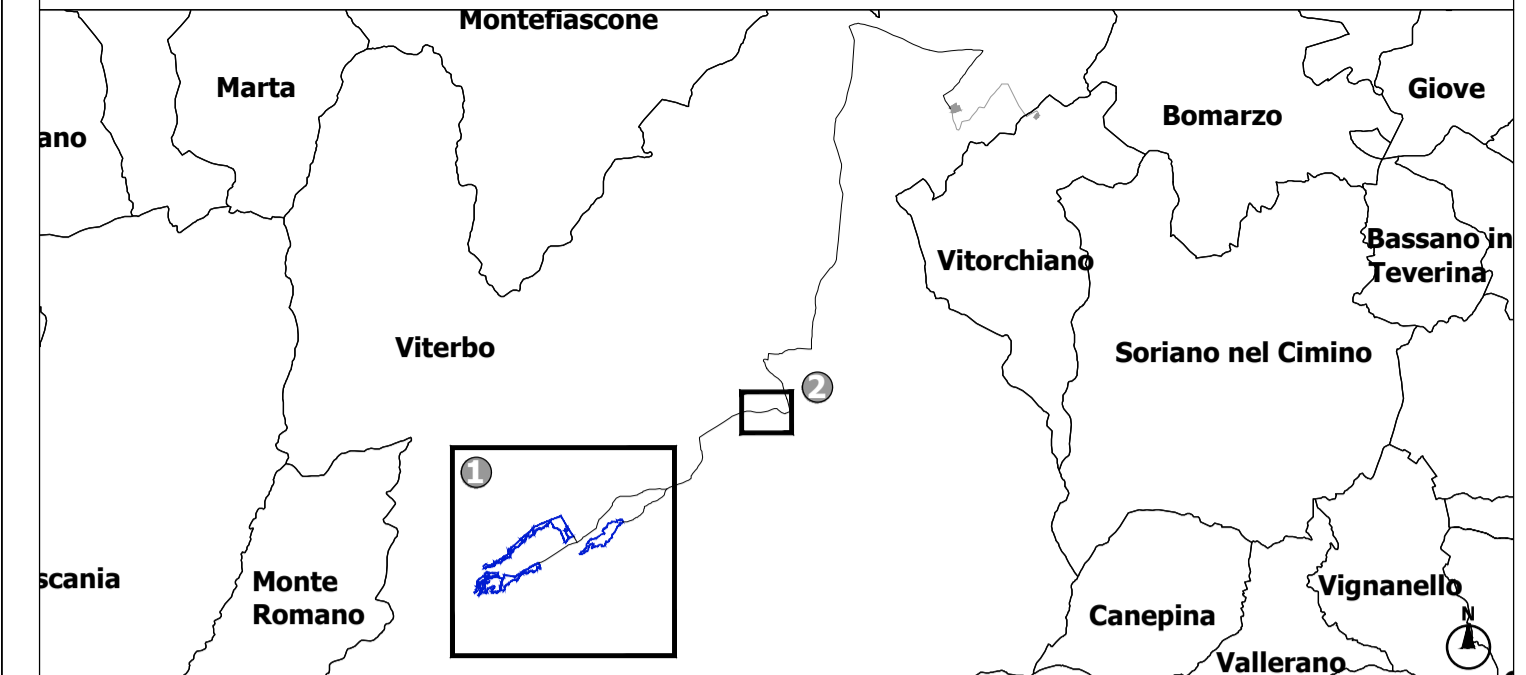 Montefiascone
Marta
Giove
Bomarzo
ano
Bassano in
Teverina
Vitorchiano
Viterbo
Soriano nel Cimino
2
1
scania
Monte
Romano
Vignanello
N
Canepina
Vallerano